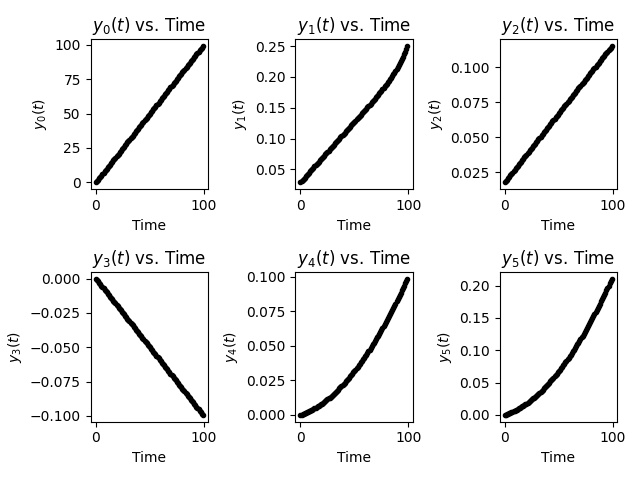 y₀(t) vs. Time
y₁(t) vs. Time
y₂(t) vs. Time
100
75
50
25
0
y₀(t)
0
100
Time
0.25
0.20
0.15
0.10
0.05
y₁(t)
0
100
Time
0.100
0.075
0.050
0.025
y₂(t)
0
100
Time
y₃(t) vs. Time
y₄(t) vs. Time
y₅(t) vs. Time
0.000
−0.025
−0.050
−0.075
−0.100
y₃(t)
0
100
Time
0.100
0.075
0.050
0.025
0.000
y₄(t)
0
100
Time
0.20
0.15
0.10
0.05
0.00
y₅(t)
0
100
Time